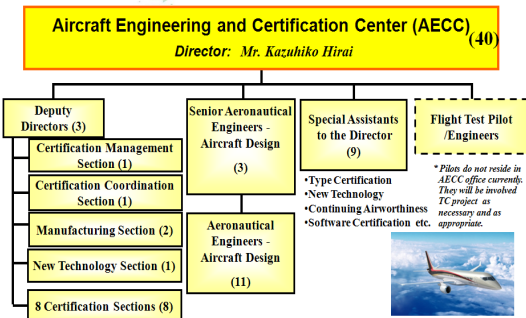 Aircraft Engineering and Certification Center (AECC) (40)
Director: Mr. Kazuhiko Hirai
Deputy
Directors (3)
Certification Management
Section (1)
Certification Coordination
Section (1)
Manufacturing Section (2)
New Technology Section (1)
8 Certification Sections (8)
Senior Aeronautical
Engineers -
Aircraft Design
(3)
Aeronautical
Engineers -
Aircraft Design
(11)
Special Assistants
to the Director
(9)
•Type Certification
•New Technology
•Continuing Airworthiness
•Software Certification etc.
Flight Test Pilot
/Engineers
* Pilots do not reside in
AECC office currently.
They will be involved
TC project as
necessary and as
appropriate.